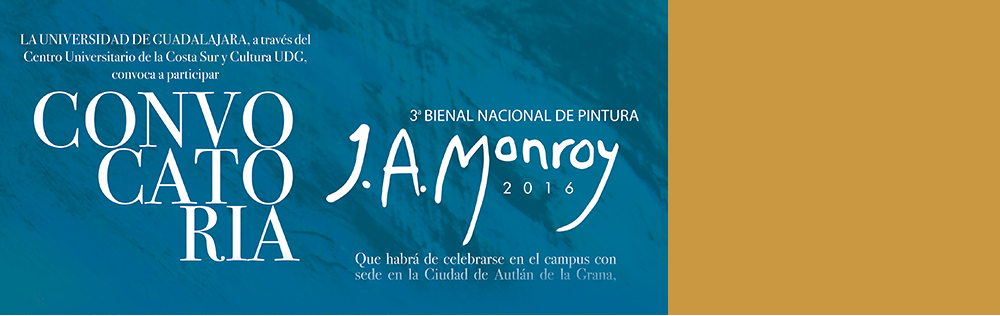 LA UNIVERSIDAD DE GUADALAJARA, a través del
Centro Universitario de la Costa Sur y Cultura UDG,
convoca a participar
CONVO
CATO
RIA
3ª BIENAL NACIONAL DE PINTURA
J.A.Monroy
2016
Que habrá de celebrarse en el campus con
sede en la Ciudad de Autlán de la Grana,